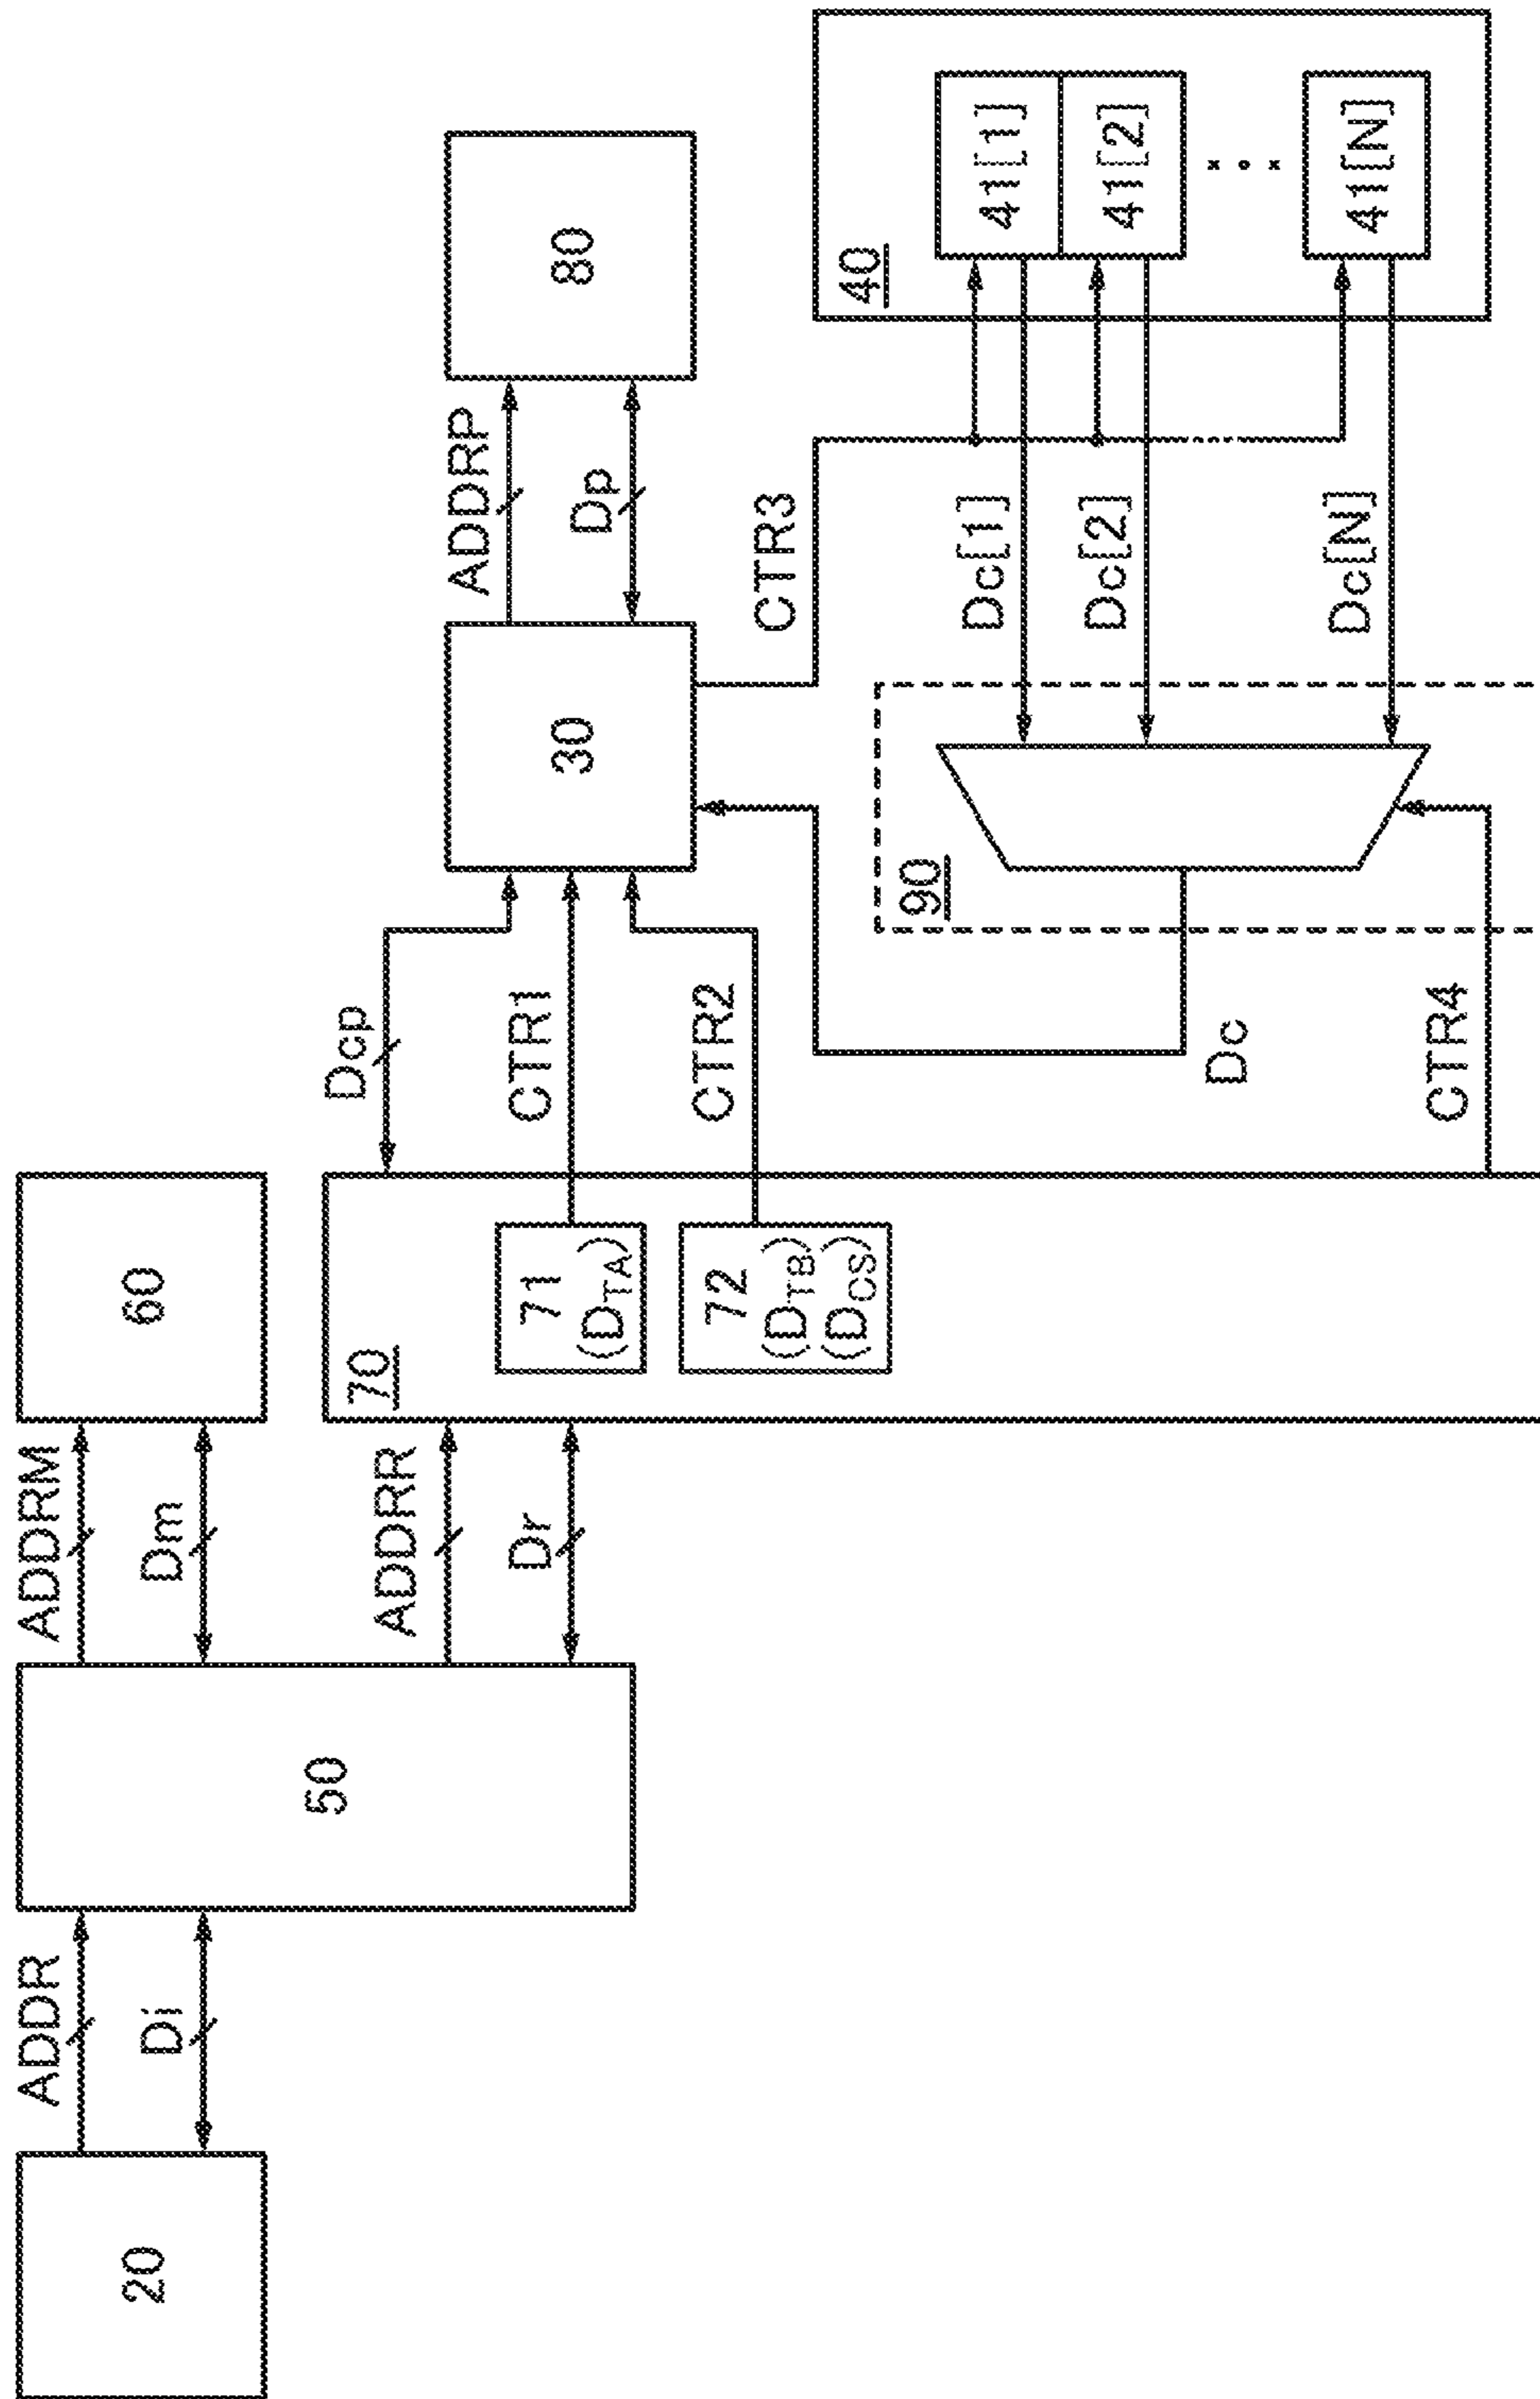 20
ADDR
Di
50
ADDRM
Dm
60
ADDRR
Dr
70
71
(DTA)
72
(DTB)
(DCS)
Dcp
CTR1
CTR2
30
ADDRP
Dp
80
CTR3
Dc
CTR4
90
Dc[1]
Dc[2]
Dc[N]
40
41[1]
41[2]
...
41[N]